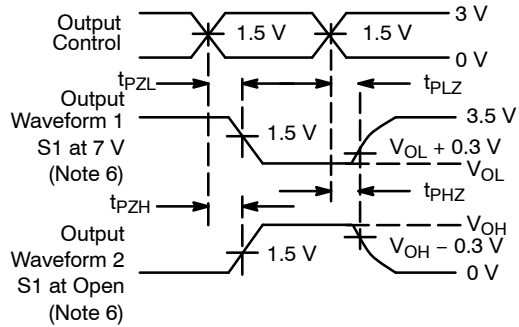 Output
Control
1.5 V
1.5 V
3 V
0 V
tPZL
tPLZ
Output
Waveform 1
S1 at 7 V
(Note 6)
1.5 V
3.5 V
VOL + 0.3 V
VOL
tPZH
tPHZ
Output
Waveform 2
S1 at Open
(Note 6)
1.5 V
VOH
VOH − 0.3 V
0 V